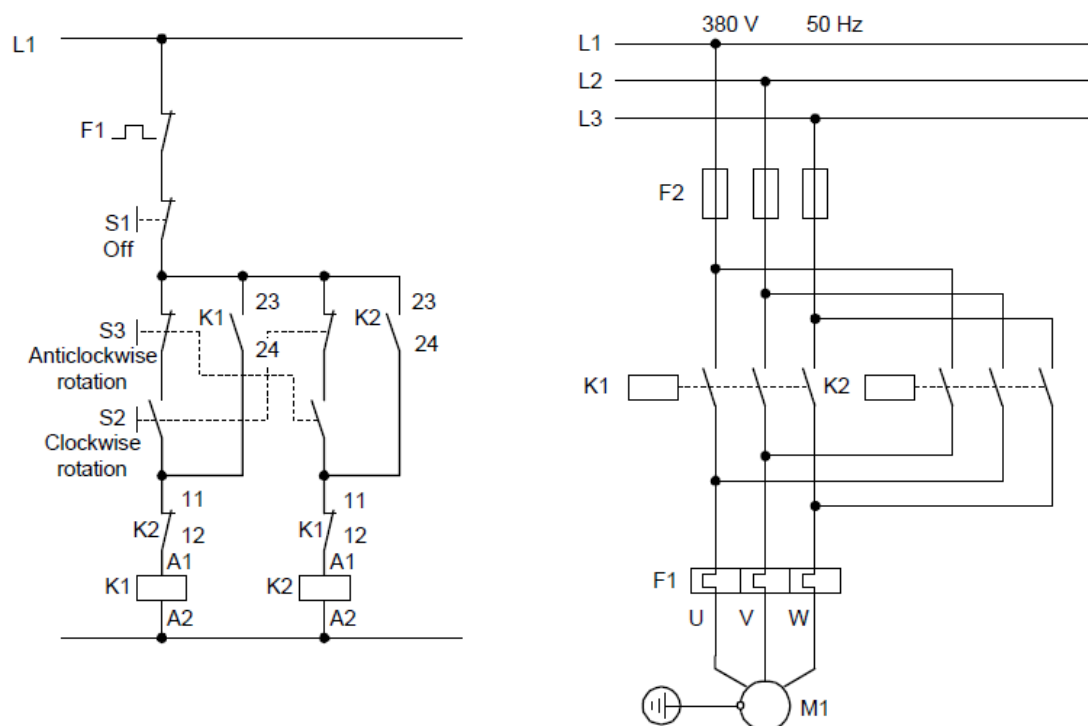 L1
F1
S1
Off
S3
Anticlockwise
rotation
S2
Clockwise
rotation
K1
23
24
K2
23
24
11
K2
12
A1
K1
A2
11
K1
12
A1
K2
A2
380 V 50 Hz
L1
L2
L3
F2
K1
K2
F1
U V W
M1